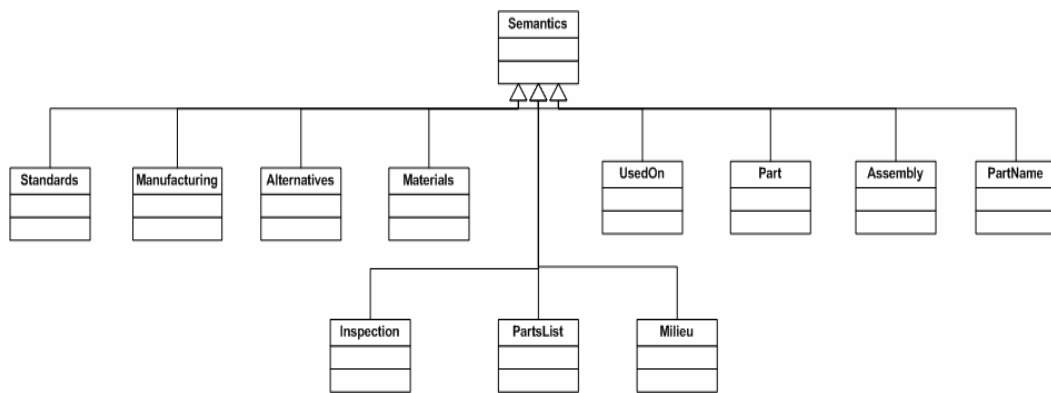 Semantics
Standards
Manufacturing
Alternatives
Materials
UsedOn
Part
Assembly
PartName
Inspection
PartsList
Milieu